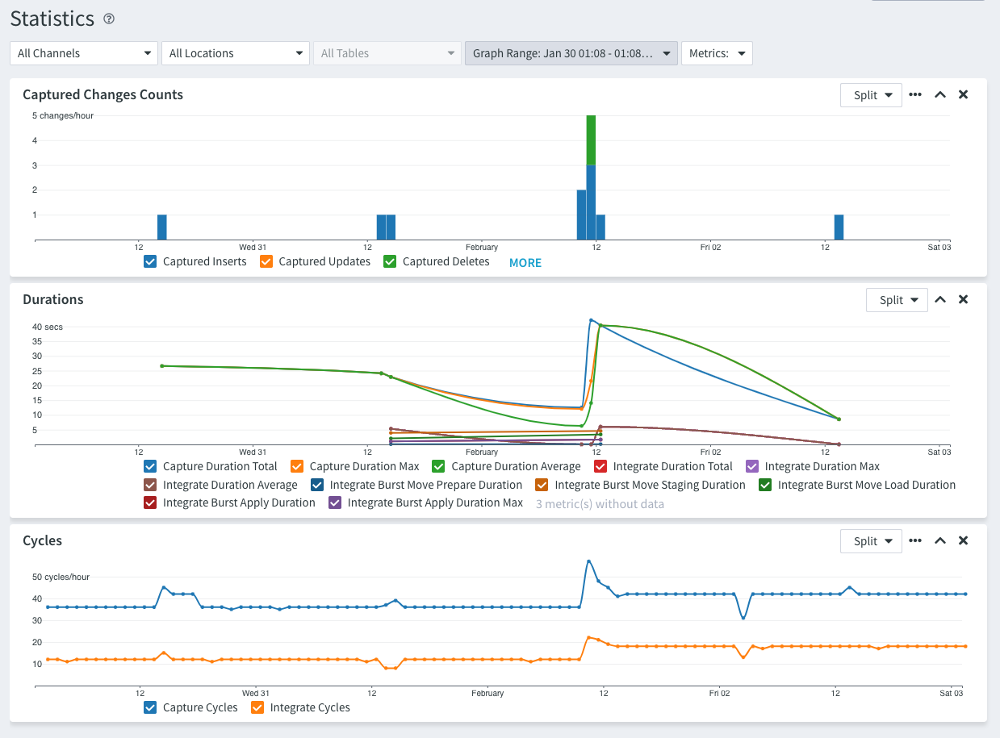 Statistics
All Channels All Locations All Tables Graph Range: Jan 30 01:08 - 01:08... Metrics:
Captured Changes Counts Split
5 changes/hour
4
3
2
1
12 Wed 31 12 February 12 Fri 02 12 Sat 03
Captured Inserts Captured Updates Captured Deletes MORE
Durations Split
40 secs
35
30
25
20
15
10
5
12 Wed 31 12 February 12 Fri 02 12 Sat 03
Capture Duration Total Capture Duration Max Capture Duration Average Integrate Duration Total Integrate Duration Max
Integrate Duration Average Integrate Burst Move Prepare Duration Integrate Burst Move Staging Duration Integrate Burst Move Load Duration
Integrate Burst Apply Duration Integrate Burst Apply Duration Max 3 metric(s) without data
Cycles Split
50 cycles/hour
40
30
20
10
12 Wed 31 12 February 12 Fri 02 12 Sat 03
Capture Cycles Integrate Cycles